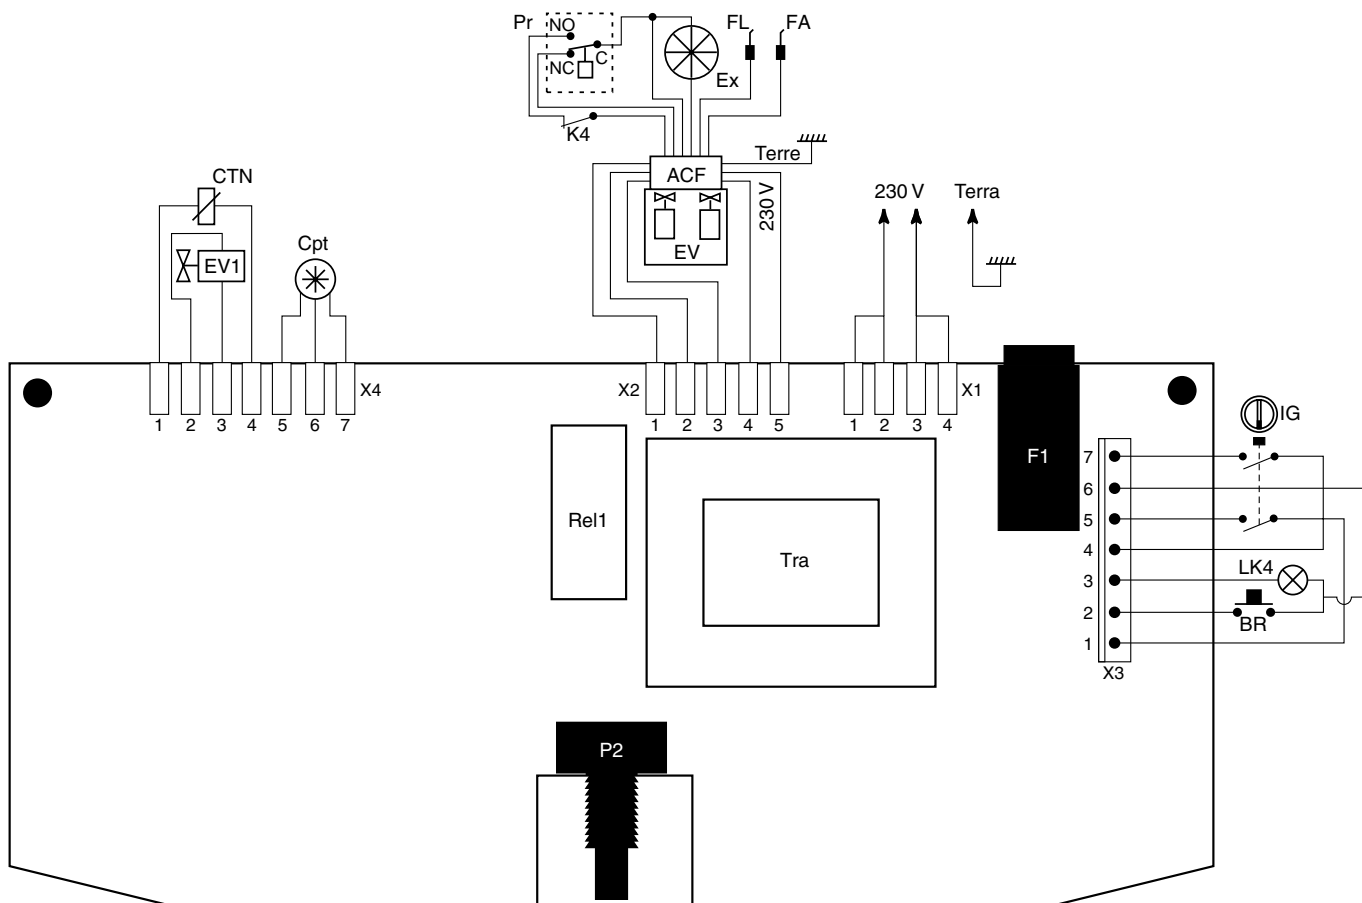 Pr NO FL FA
NC C
Ex
K4
Terre
CTN ACF
230 V Terra
230 V
Cpt
EV1 EV
X4 X2 X1
1 2 3 4 5 6 7 1 2 3 4 5 1 2 3 4
IG
F1 7
6
Rel1 5
4
Tra LK4
3
2 BR
1
X3
P2